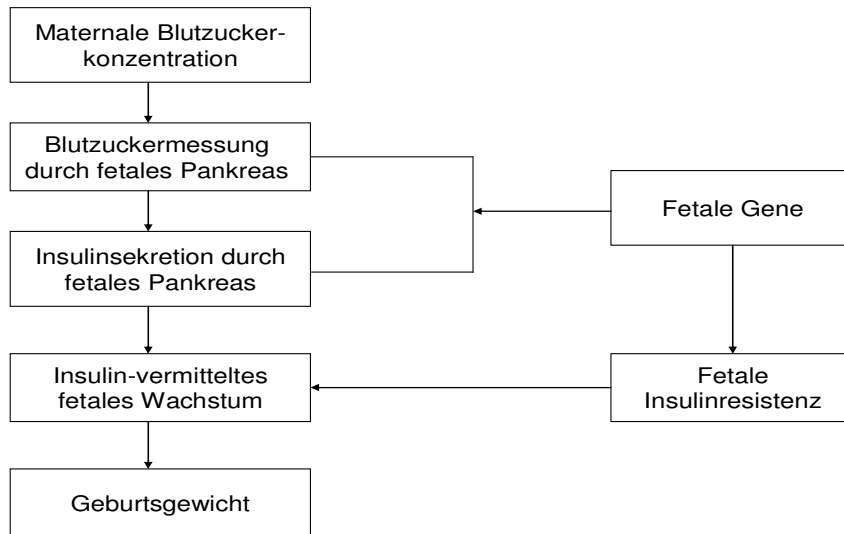 Maternale Blutzucker-
konzentration
Blutzuckermessung
durch fetales Pankreas
Insulinsekretion durch
fetales Pankreas
Insulin-vermitteltes
fetales Wachstum
Geburtsgewicht
Fetale Gene
Fetale
Insulinresistenz